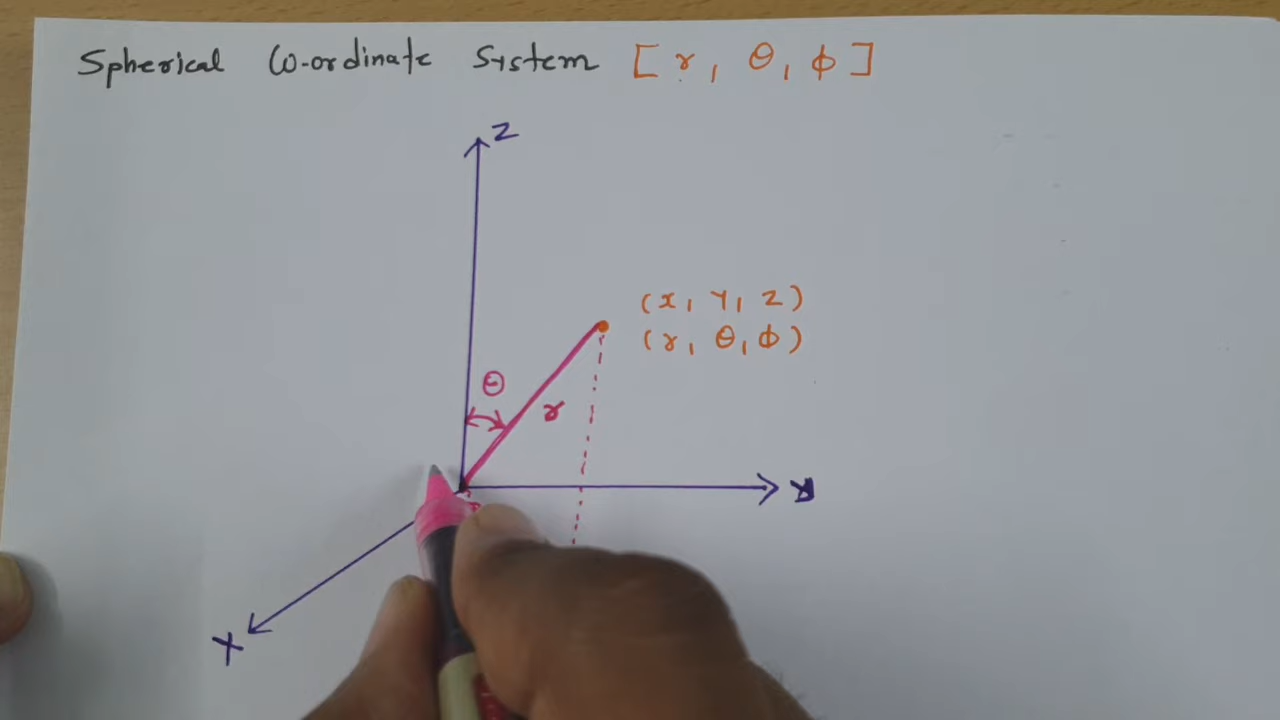 Spherical Co-ordinate System [r, θ, ϕ]
Z
(x, y, z)
(r, θ, ϕ)
θ
r
Y
X